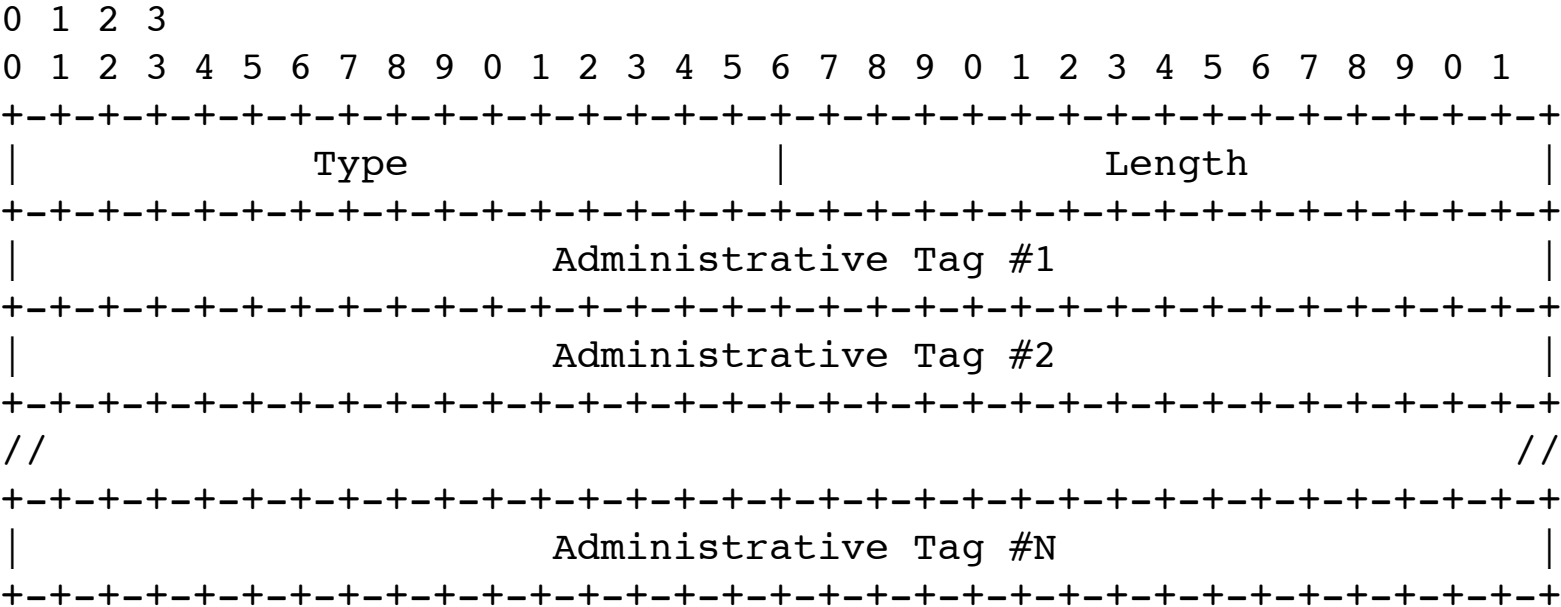 0 1 2 3
0 1 2 3 4 5 6 7 8 9 0 1 2 3 4 5 6 7 8 9 0 1 2 3 4 5 6 7 8 9 0 1
+-+-+-+-+-+-+-+-+-+-+-+-+-+-+-+-+-+-+-+-+-+-+-+-+-+-+-+-+-+-+-+-+
|            Type               |             Length            |
+-+-+-+-+-+-+-+-+-+-+-+-+-+-+-+-+-+-+-+-+-+-+-+-+-+-+-+-+-+-+-+-+
|                      Administrative Tag #1                    |
+-+-+-+-+-+-+-+-+-+-+-+-+-+-+-+-+-+-+-+-+-+-+-+-+-+-+-+-+-+-+-+-+
|                      Administrative Tag #2                    |
+-+-+-+-+-+-+-+-+-+-+-+-+-+-+-+-+-+-+-+-+-+-+-+-+-+-+-+-+-+-+-+-+
//                                                             //
+-+-+-+-+-+-+-+-+-+-+-+-+-+-+-+-+-+-+-+-+-+-+-+-+-+-+-+-+-+-+-+-+
|                      Administrative Tag #N                    |
+-+-+-+-+-+-+-+-+-+-+-+-+-+-+-+-+-+-+-+-+-+-+-+-+-+-+-+-+-+-+-+-+